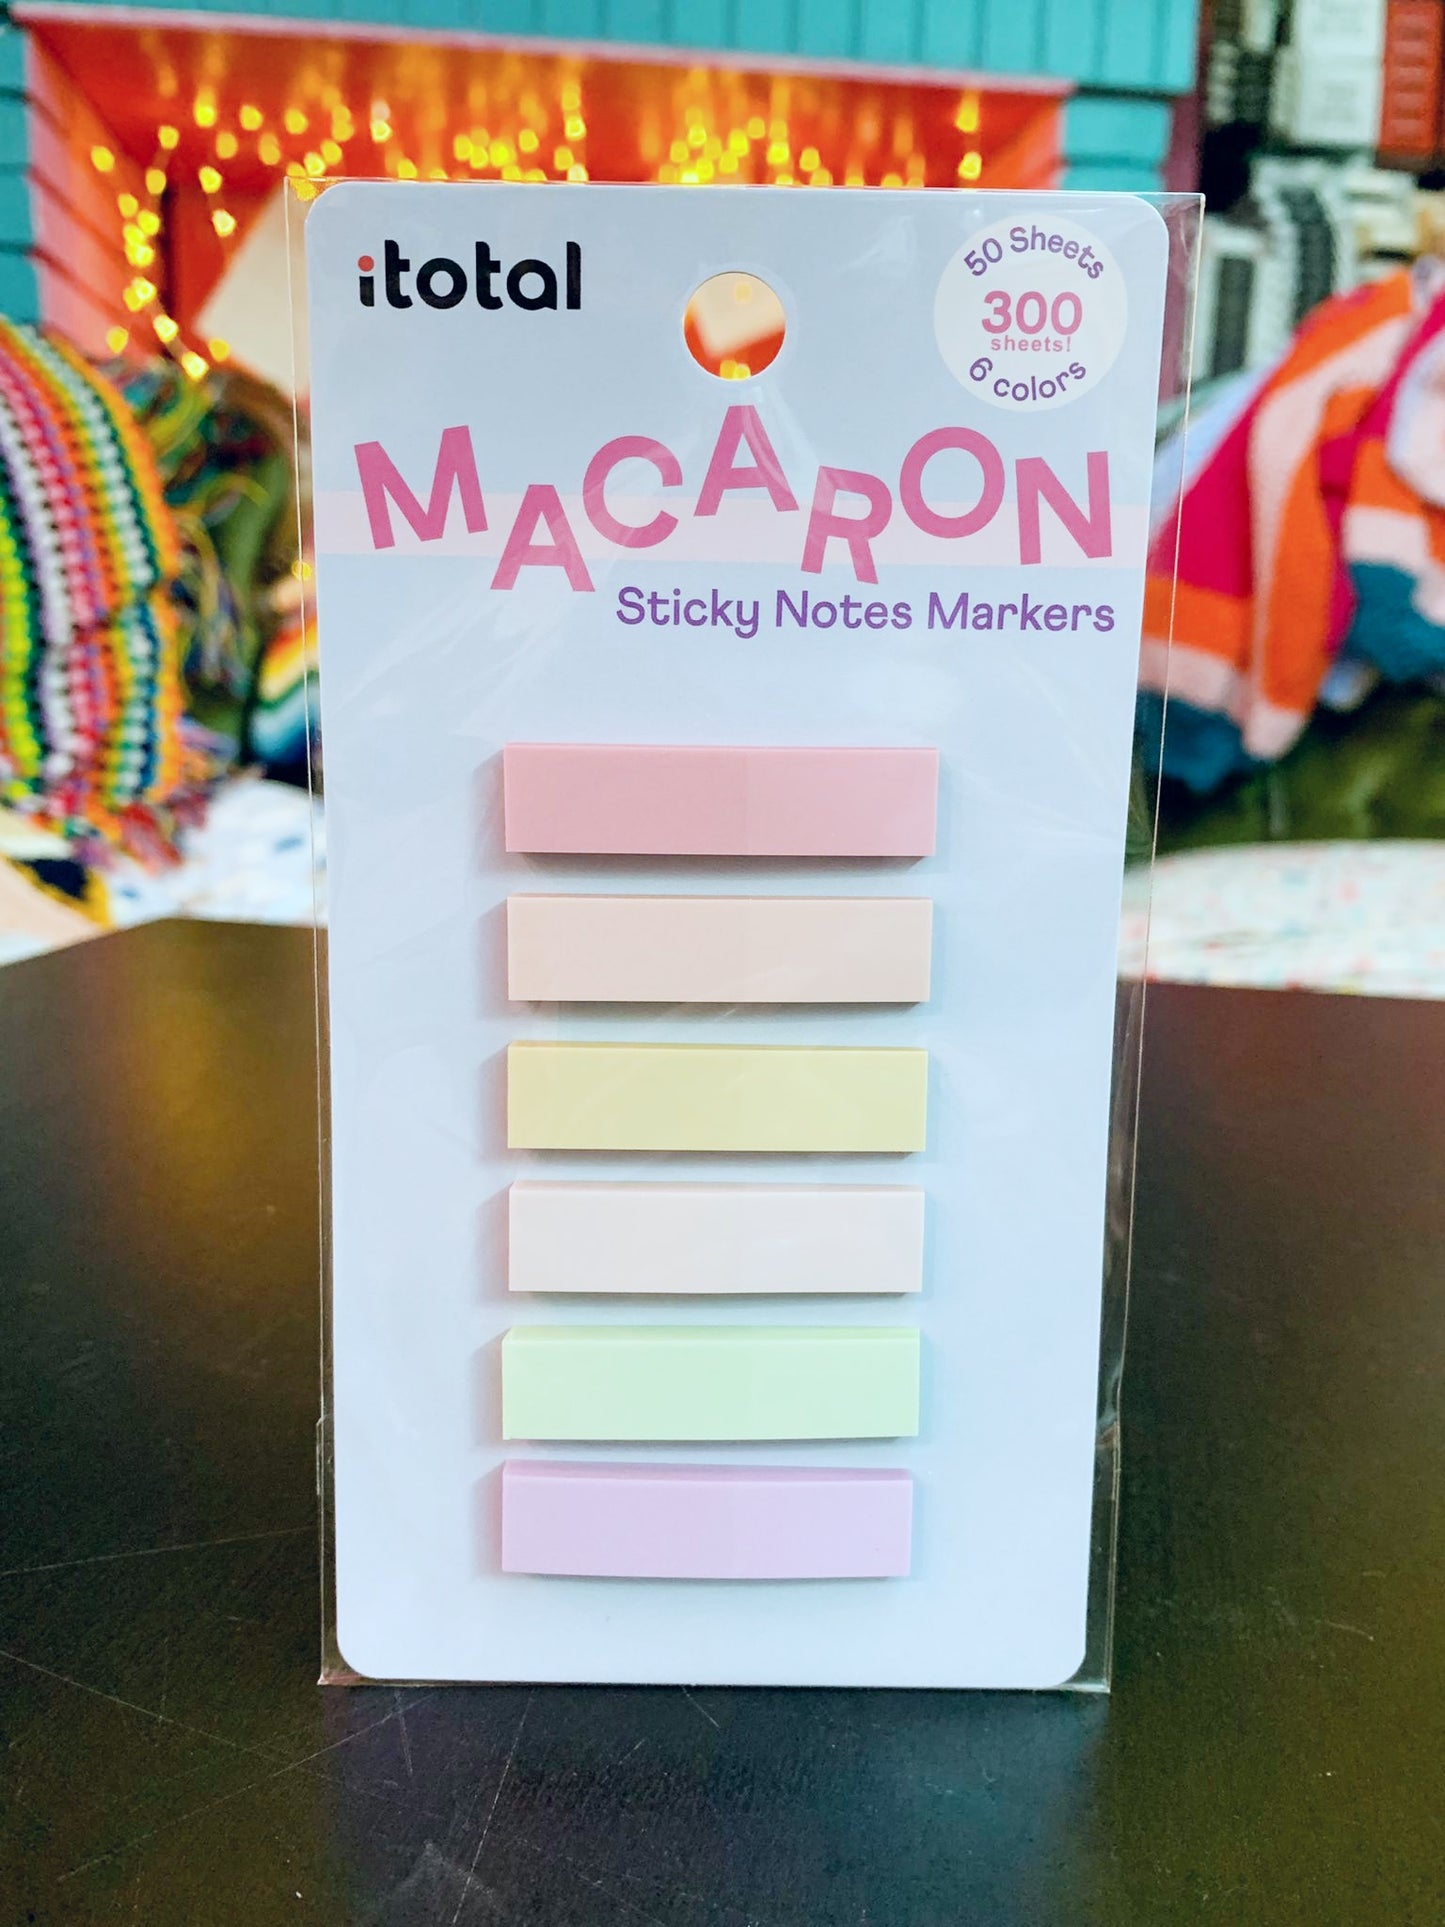 itotal
50 Sheets
300
sheets!
6 colors
MACARON
Sticky Notes Markers